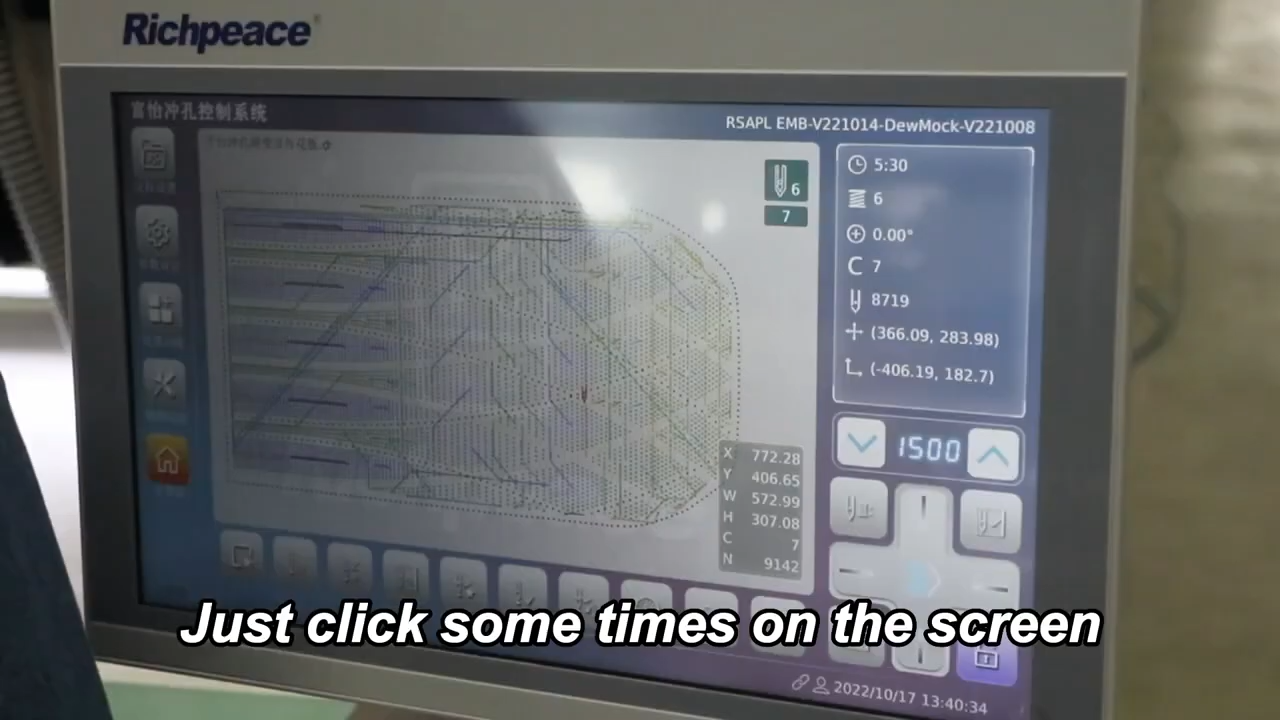 Richpeace
富怡冲孔控制系统
RSAPL EMB-V221014-DewMock-V221008
6
7
5:30
6
0.00°
C 7
8719
(366.09, 283.98)
(-406.19, 182.7)
1500
X 772.28
Y 406.65
W 572.99
H 307.08
C 7
N 9142
Just click some times on the screen
2022/10/17 13:40:34